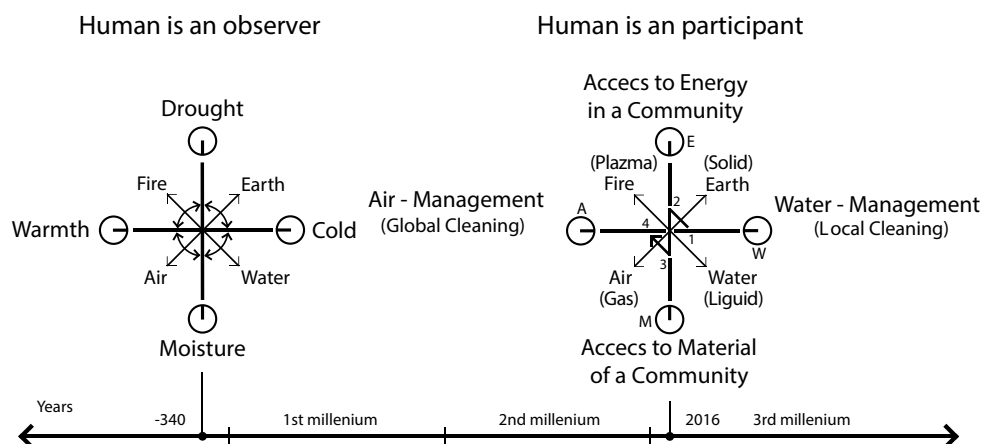 Human is an observer
Human is an participant
Drought
Fire
Earth
Warmth
Cold
Air
Water
Moisture
Accecs to Energy
in a Community
E
(Plazma)
(Solid)
Fire
Earth
Air - Management
(Global Cleaning)
A
2
4
1
3
W
Water - Management
(Local Cleaning)
Air
(Gas)
Water
(Liguid)
M
Accecs to Material
of a Community
Years
-340
1st millenium
2nd millenium
2016
3rd millenium